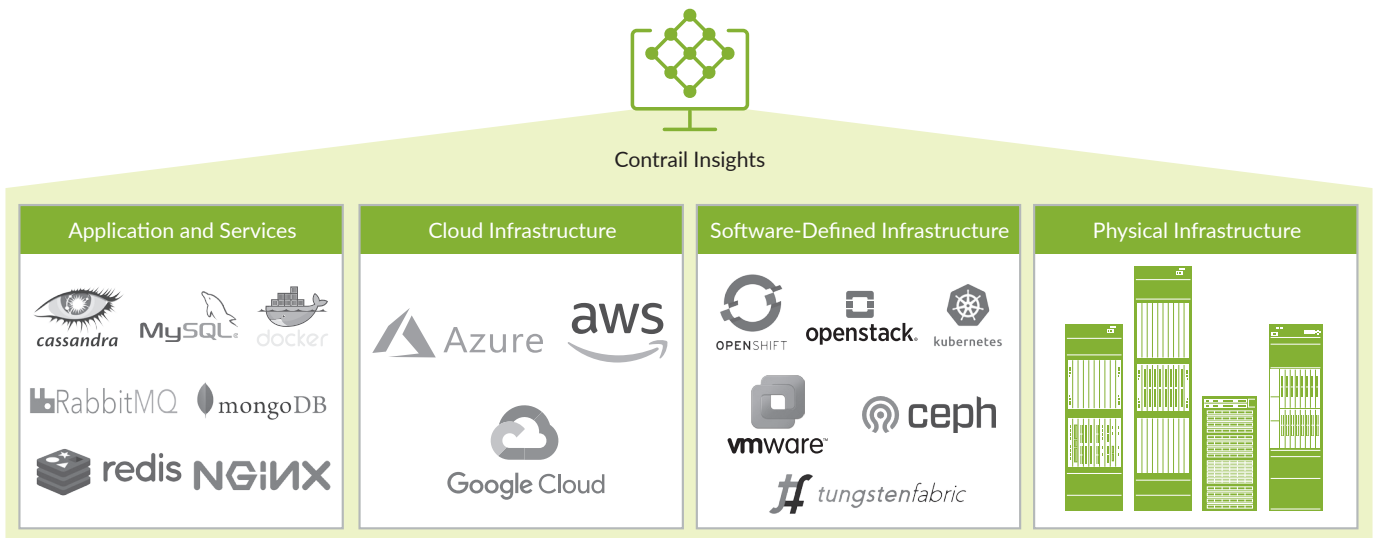 Contrail Insights
Application and Services
Cloud Infrastructure
Software-Defined Infrastructure
Physical Infrastructure
cassandra
MySQL
docker
RabbitMQ
mongoDB
redis
NGINX
Azure
aws
Google Cloud
OPENSHIFT
openstack.
kubernetes
vmware™
ceph
tungstenfabric